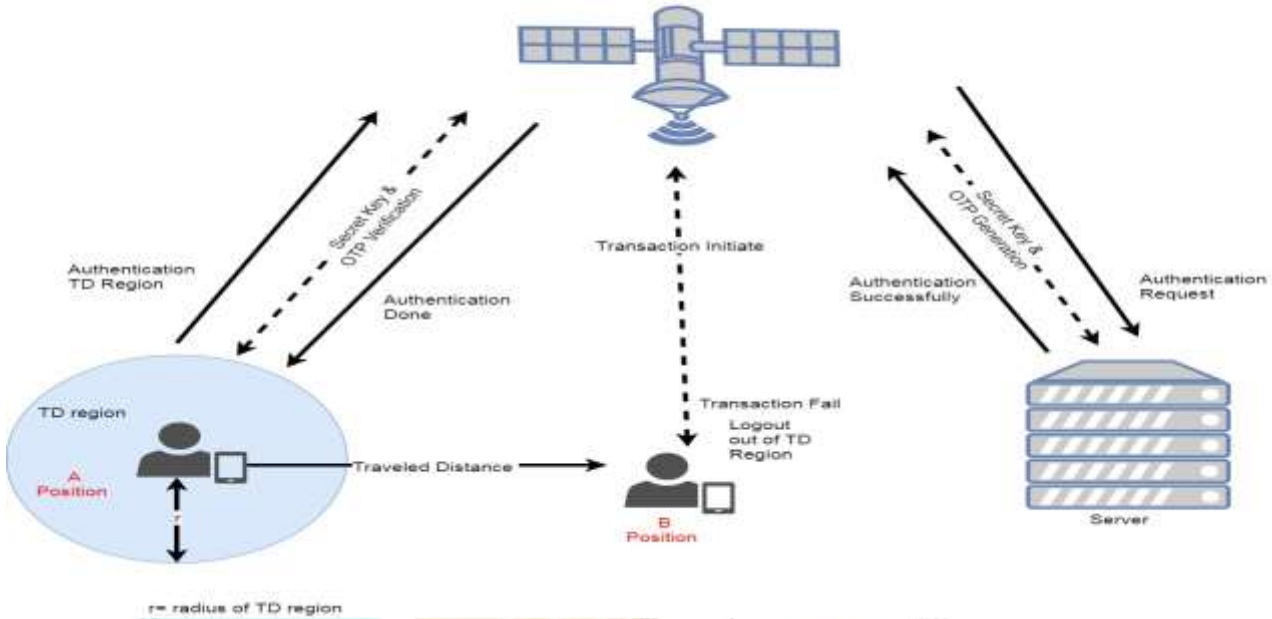 Secret Key &
OTP Verification
Secret Key &
OTP Generation
Transaction Initiate
Authentication
TD Region
Authentication
Done
Authentication
Successfully
Authentication
Request
TD region
A
Position
r
Traveled Distance
Transaction Fail
Logout
out of TD
Region
B
Position
Server
r= radius of TD region